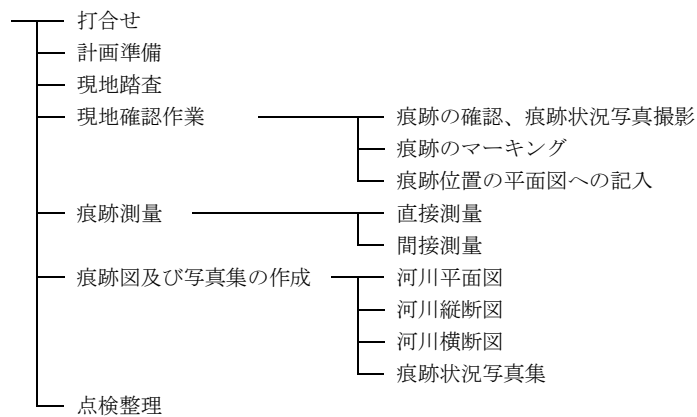 打合せ
計画準備
現地踏査
現地確認作業 痕跡の確認、痕跡状況写真撮影
痕跡のマーキング
痕跡位置の平面図への記入
痕跡測量 直接測量
間接測量
痕跡図及び写真集の作成 河川平面図
河川縦断図
河川横断図
痕跡状況写真集
点検整理